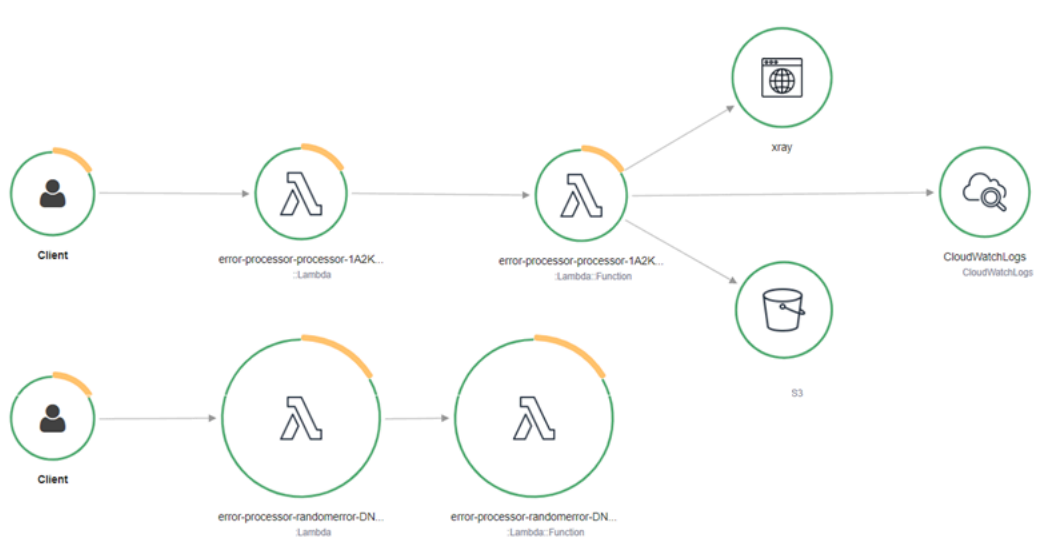 xray
Client
error-processor-processor-1A2K...
::Lambda
error-processor-processor-1A2K...
:Lambda::Function
CloudWatchLogs
CloudWatchLogs
S3
Client
error-processor-randomerror-DN...
:Lambda
error-processor-randomerror-DN...
:Lambda::Function